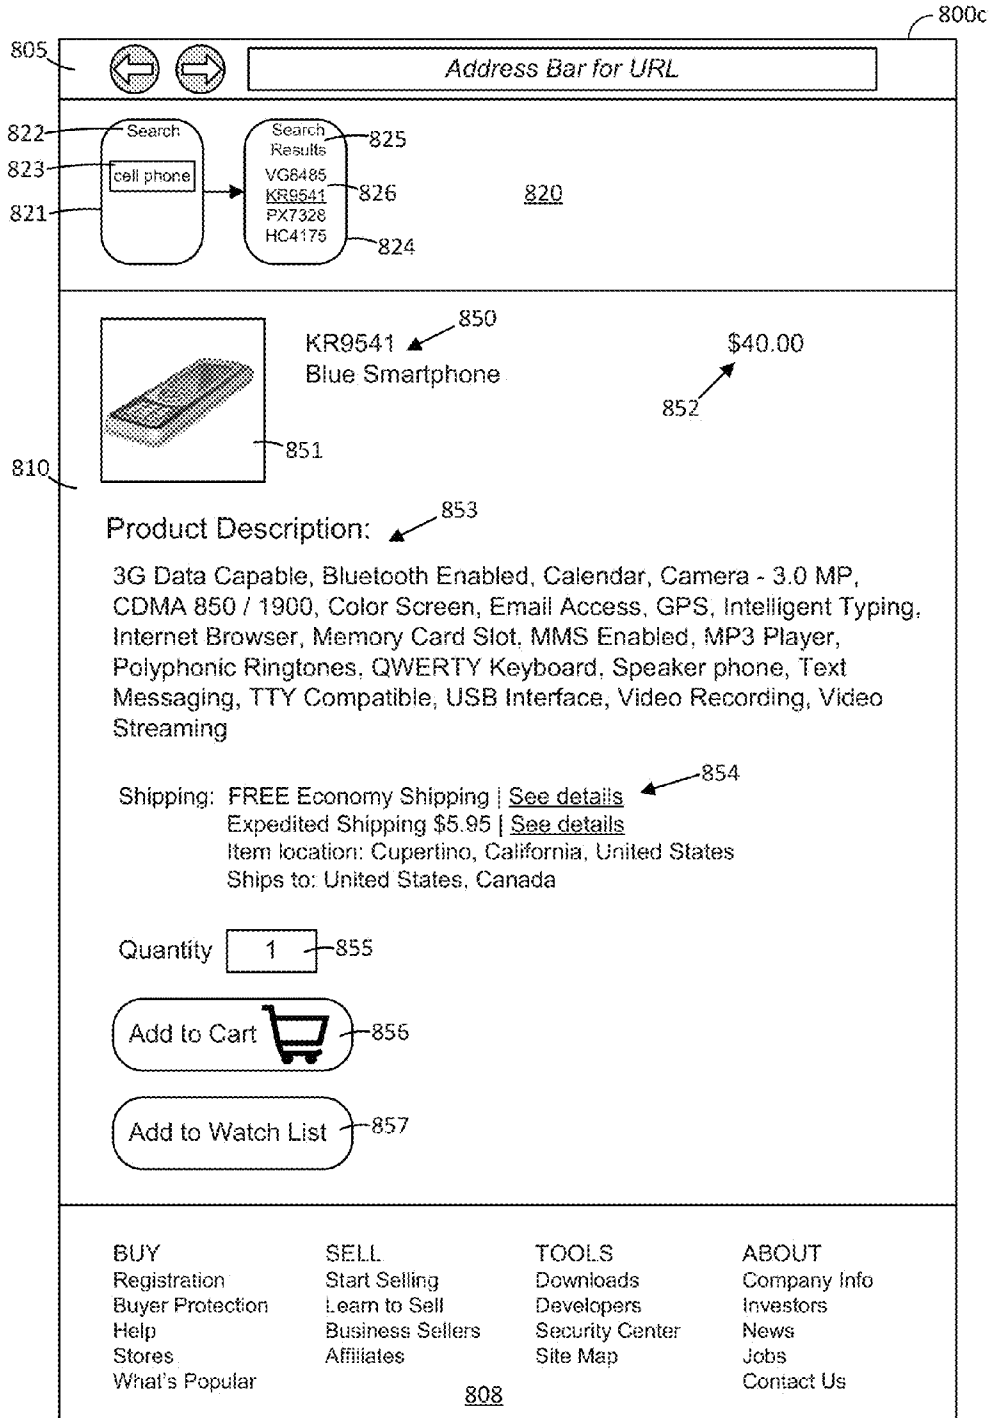 800c
805
Address Bar for URL
822
Search
823
cell phone
821
Search
Results
825
VG8485
KR9541
826
PX7328
HC4175
824
820
850
KR9541
$40.00
Blue Smartphone
852
851
810
Product Description:
853
3G Data Capable, Bluetooth Enabled, Calendar, Camera - 3.0 MP,
CDMA 850 / 1900, Color Screen, Email Access, GPS, Intelligent Typing,
Internet Browser, Memory Card Slot, MMS Enabled, MP3 Player,
Polyphonic Ringtones, QWERTY Keyboard, Speaker phone, Text
Messaging, TTY Compatible, USB Interface, Video Recording, Video
Streaming
854
Shipping: FREE Economy Shipping | See details
Expedited Shipping $5.95 | See details
Item location: Cupertino, California, United States
Ships to: United States, Canada
Quantity 1 855
Add to Cart 856
Add to Watch List 857
BUY
Registration
Buyer Protection
Help
Stores
What's Popular
SELL
Start Selling
Learn to Sell
Business Sellers
Affiliates
TOOLS
Downloads
Developers
Security Center
Site Map
ABOUT
Company Info
Investors
News
Jobs
Contact Us
808